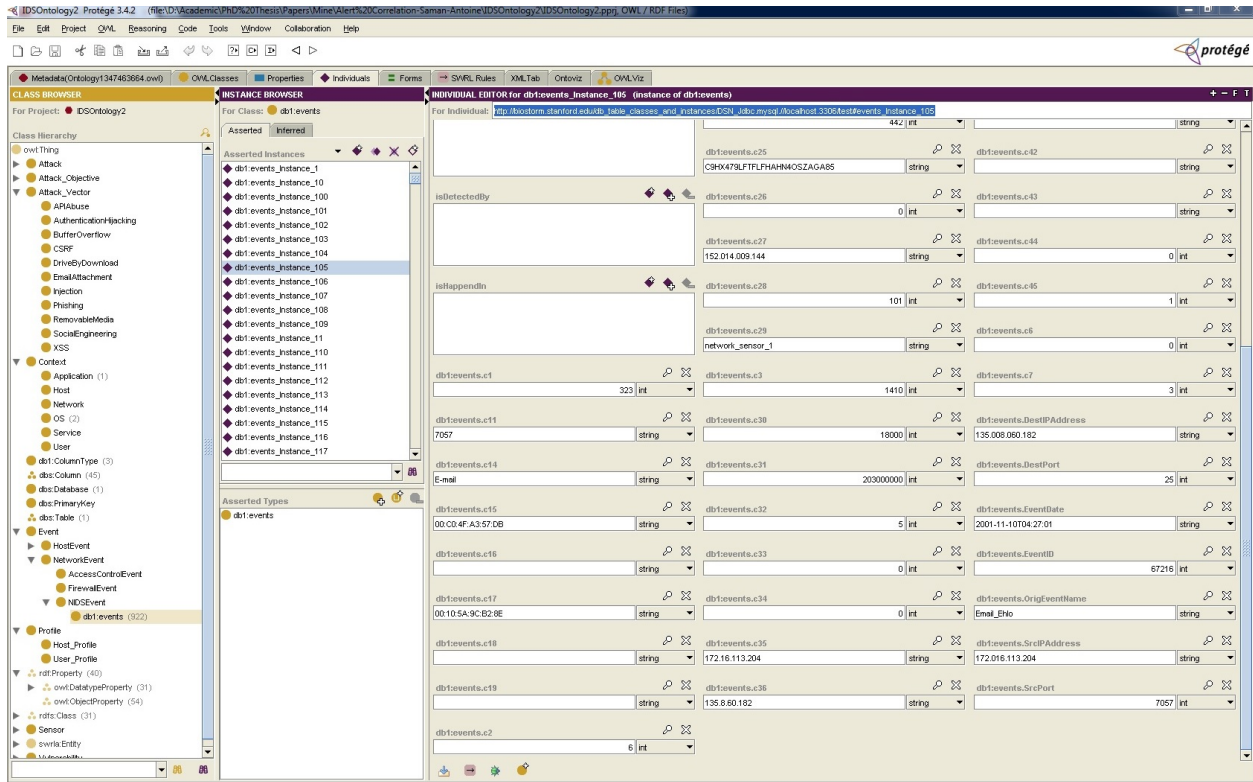 IDSOntology2 Protégé 3.4.2 (file:\D:\Academic\PhD%20Thesis\Papers\Mine\Alert%20Correlation-Saman-Antoine\IDSOntology2\IDSOntology2.pprj, OWL / RDF Files)
File Edit Project OWL Reasoning Code Tools Window Collaboration Help
protégé
Metadata(Ontology1347463664.owl) OWLClasses Properties Individuals Forms SWRL Rules XMLTab Ontoviz OWLViz
CLASS BROWSER
For Project: IDSOntology2
Class Hierarchy
owl:Thing
Attack
Attack_Objective
Attack_Vector
APIAbuse
AuthenticationHijacking
BufferOverflow
CSRF
DriveByDownload
EmailAttachment
Injection
Phishing
RemovableMedia
SocialEngineering
XSS
Context
Application (1)
Host
Network
OS (2)
Service
User
db1:ColumnType (3)
dbs:Column (45)
dbs:Database (1)
dbs:PrimaryKey
dbs:Table (1)
Event
HostEvent
NetworkEvent
AccessControlEvent
FirewallEvent
NIDSEvent
db1:events (922)
Profile
Host_Profile
User_Profile
rdf:Property (40)
owl:DatatypeProperty (31)
owl:ObjectProperty (54)
rdfs:Class (31)
Sensor
swrla:Entity
Vulnerability
INSTANCE BROWSER
For Class: db1:events
Asserted Inferred
Asserted Instances
db1:events_Instance_1
db1:events_Instance_10
db1:events_Instance_100
db1:events_Instance_101
db1:events_Instance_102
db1:events_Instance_103
db1:events_Instance_104
db1:events_Instance_105
db1:events_Instance_106
db1:events_Instance_107
db1:events_Instance_108
db1:events_Instance_109
db1:events_Instance_11
db1:events_Instance_110
db1:events_Instance_111
db1:events_Instance_112
db1:events_Instance_113
db1:events_Instance_114
db1:events_Instance_115
db1:events_Instance_116
db1:events_Instance_117
Asserted Types
db1:events
INDIVIDUAL EDITOR for db1:events_Instance_105 (instance of db1:events) + - F T
For Individual: http://biostorm.stanford.edu/db_table_classes_and_instances/DSN_Jdbc:mysql://localhost:3306/test#events_Instance_105
442 int string
db1:events.c25 db1:events.c42
C9HX479LFTFLFHAHN4OSZAGA85 string
isDetectedBy db1:events.c26 db1:events.c43
0 int string
db1:events.c27 db1:events.c44
152.014.009.144 string 0 int
isHappendIn db1:events.c28 db1:events.c45
101 int 1 int
db1:events.c29 db1:events.c6
network_sensor_1 string 0 int
db1:events.c1 db1:events.c3 db1:events.c7
323 int 1410 int 3 int
db1:events.c11 db1:events.c30 db1:events.DestIPAddress
7057 string 18000 int 135.008.060.182 string
db1:events.c14 db1:events.c31 db1:events.DestPort
E-mail string 203000000 int 25 int
db1:events.c15 db1:events.c32 db1:events.EventDate
00:C0:4F:A3:57:DB string 5 int 2001-11-10T04:27:01 string
db1:events.c16 db1:events.c33 db1:events.EventID
string 0 int 67216 int
db1:events.c17 db1:events.c34 db1:events.OrigEventName
00:10:5A:9C:B2:8E string 0 int Email_Ehlo string
db1:events.c18 db1:events.c35 db1:events.SrcIPAddress
string 172.16.113.204 string 172.016.113.204 string
db1:events.c19 db1:events.c36 db1:events.SrcPort
string 135.8.60.182 string 7057 int
db1:events.c2
6 int